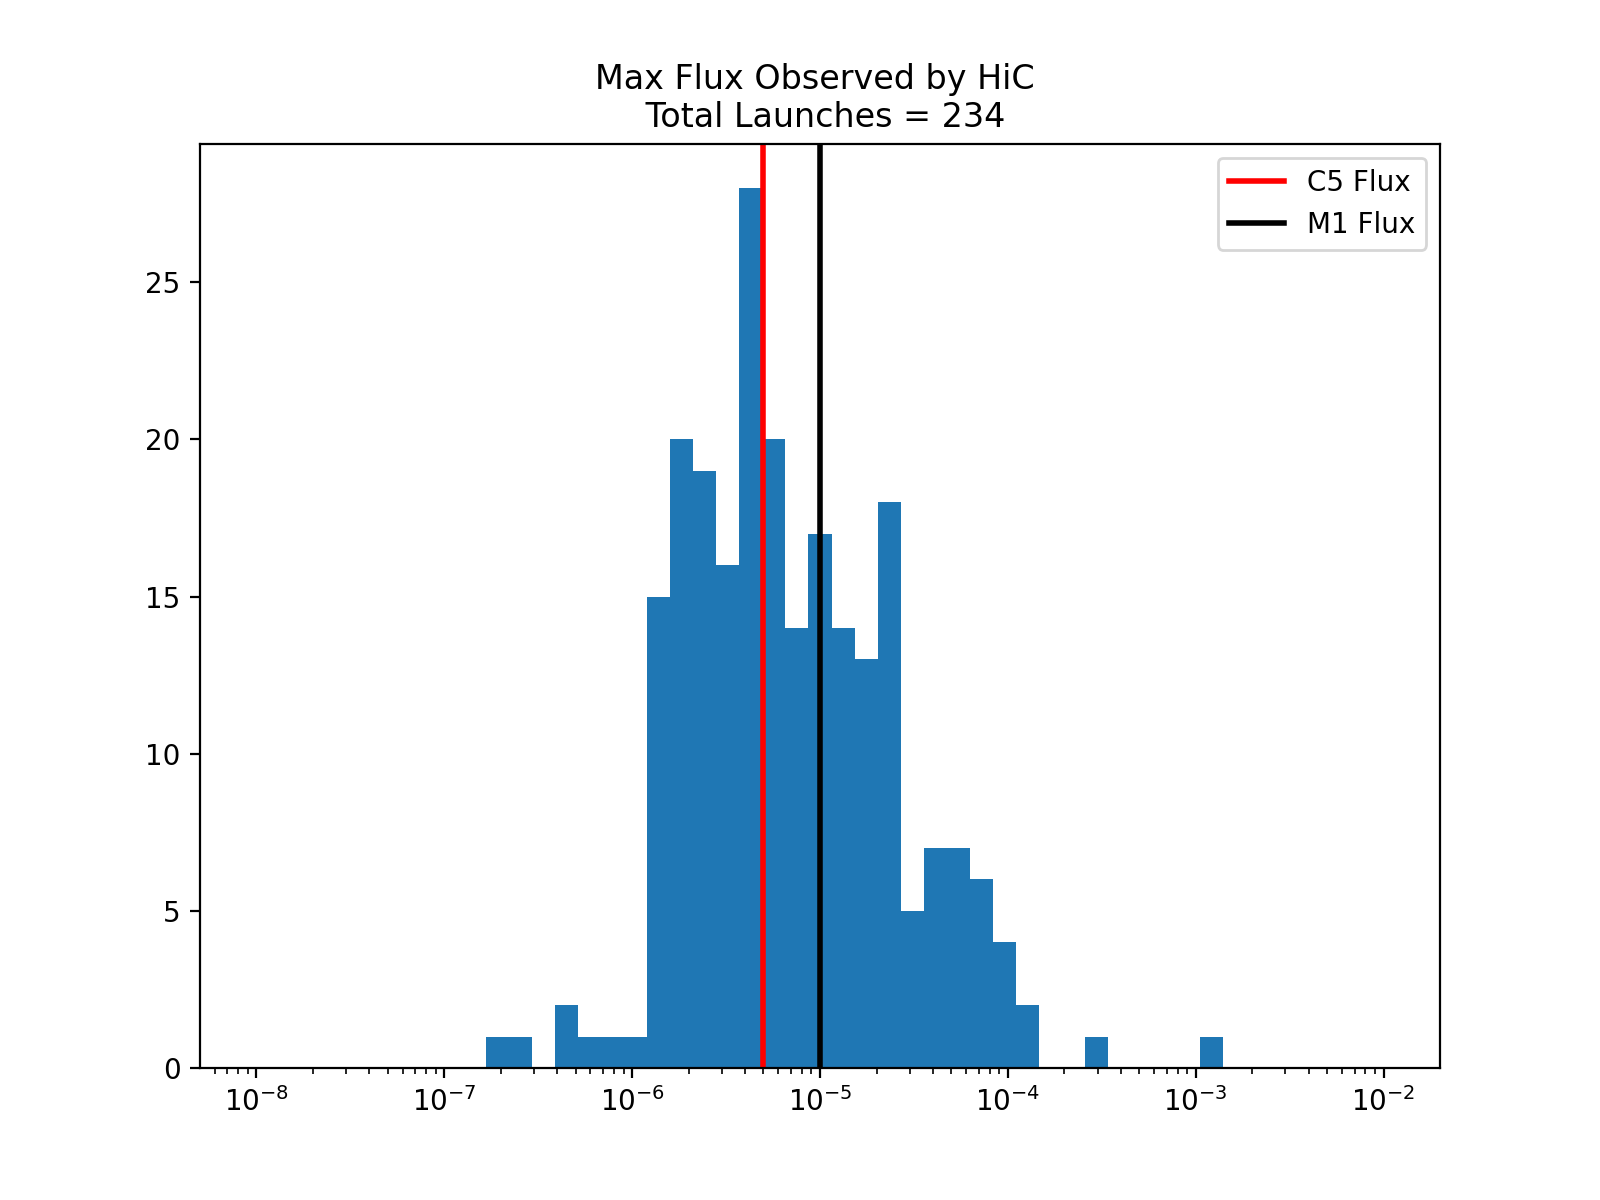 Max Flux Observed by HiC
Total Launches = 234
C5 Flux
M1 Flux
25
20
15
10
5
0
10⁻⁸ 10⁻⁷ 10⁻⁶ 10⁻⁵ 10⁻⁴ 10⁻³ 10⁻²